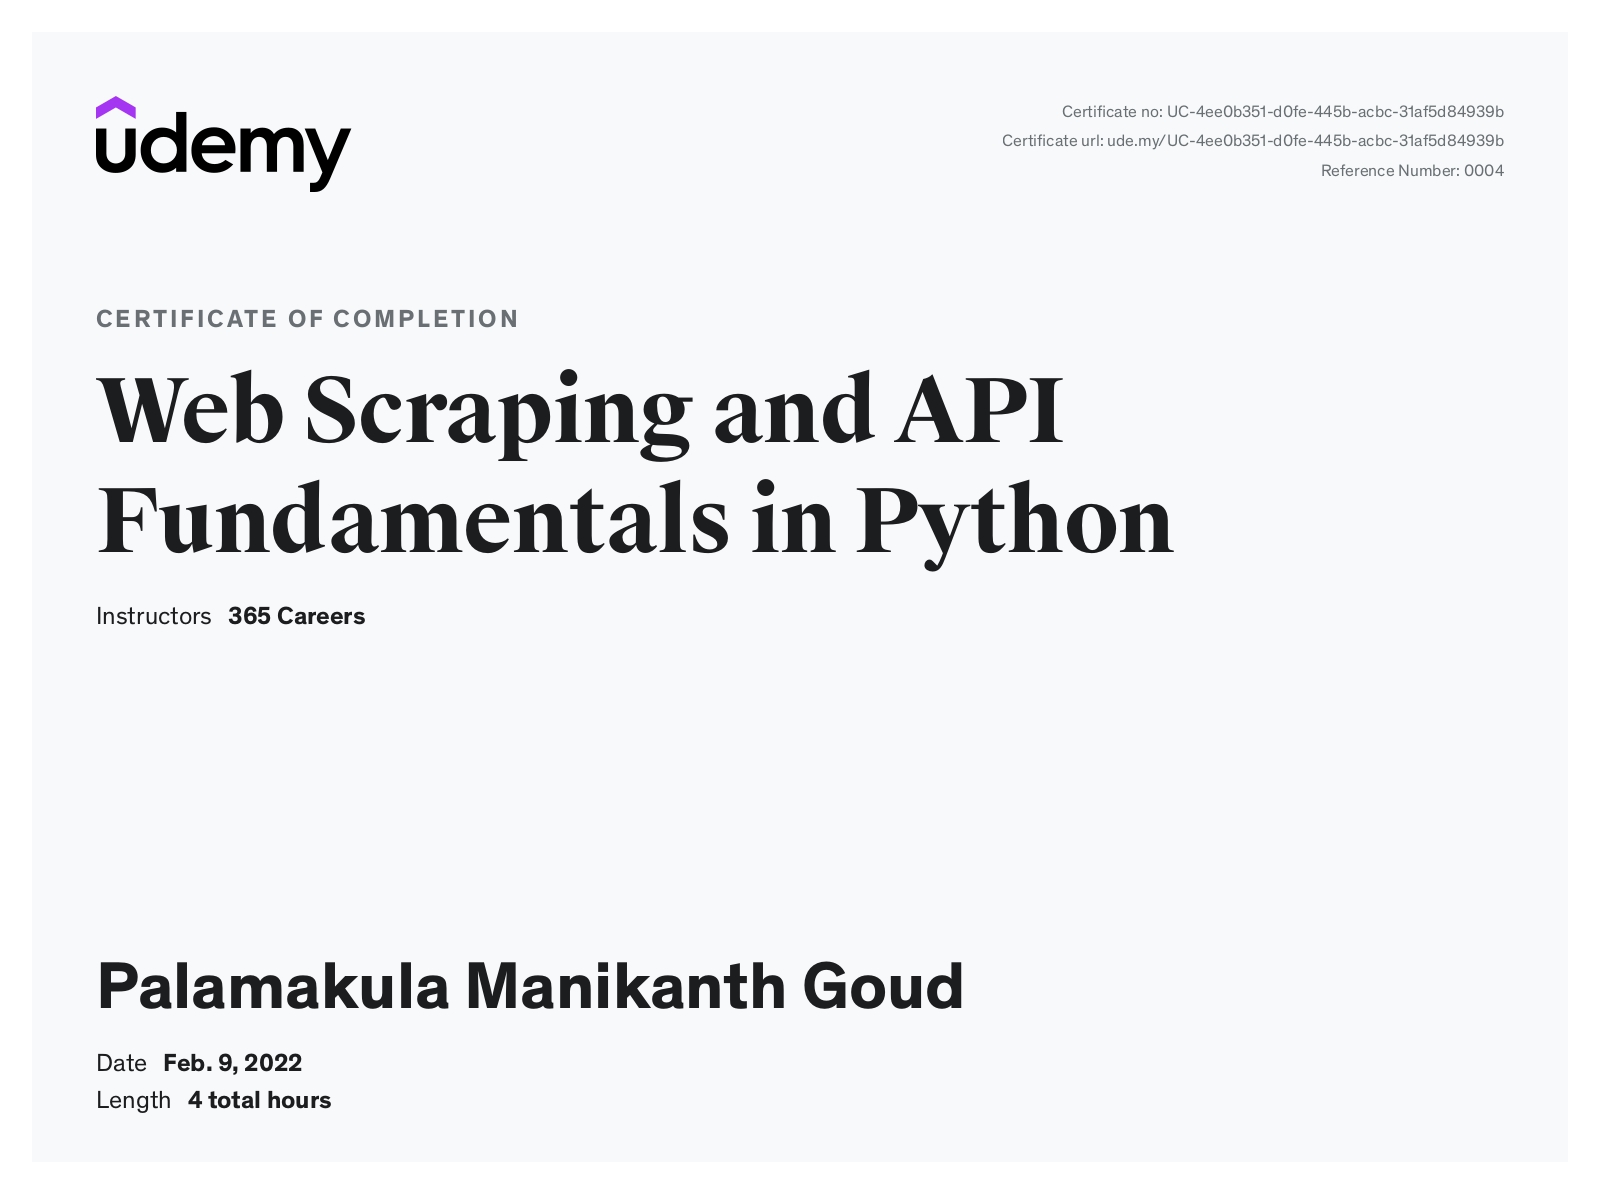 udemy
Certificate no: UC-4ee0b351-d0fe-445b-acbc-31af5d84939b
Certificate url: ude.my/UC-4ee0b351-d0fe-445b-acbc-31af5d84939b
Reference Number: 0004
CERTIFICATE OF COMPLETION
Web Scraping and API
Fundamentals in Python
Instructors 365 Careers
Palamakula Manikanth Goud
Date Feb. 9, 2022
Length 4 total hours